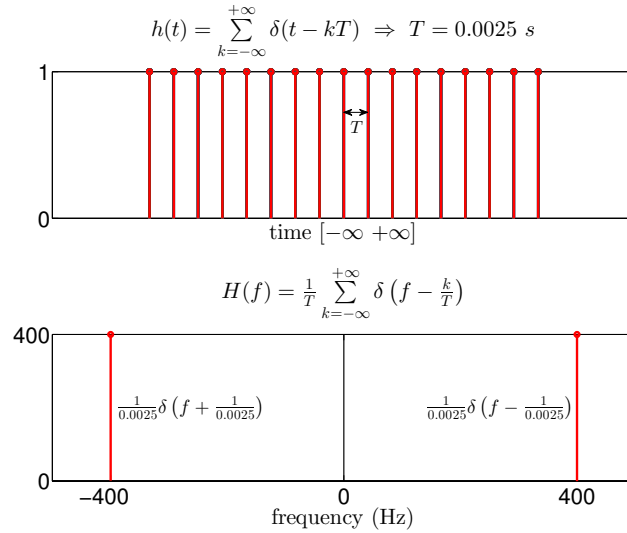 h(t) = +∞ ∑ k=−∞ δ(t − kT) ⇒ T = 0.0025 s
1
T
0
time [−∞ +∞]
H(f) = 1/T +∞ ∑ k=−∞ δ (f − k/T)
400
1/0.0025 δ (f + 1/0.0025)
1/0.0025 δ (f − 1/0.0025)
0
−400 0 400
frequency (Hz)